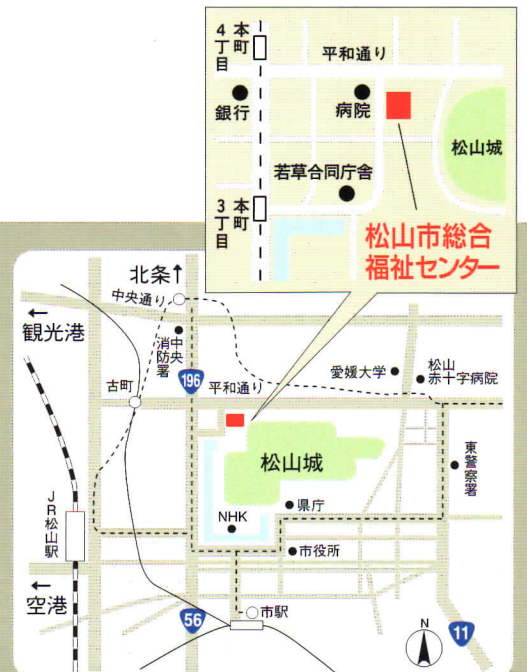 本町
4丁目
平和通り
銀行
病院
松山城
若草合同庁舎
本町
3丁目
松山市総合
福祉センター
北条↑
中央通り
←
観光港
中央
消防署
196
平和通り
古町
愛媛大学
松山
赤十字病院
松山城
東警察署
県庁
NHK
JR松山駅
市役所
←
空港
市駅
56
N
11